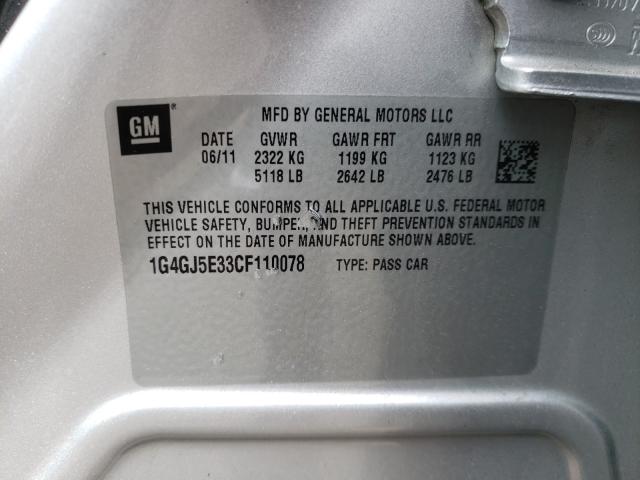 GM
MFD BY GENERAL MOTORS LLC
DATE GVWR GAWR FRT GAWR RR
06/11 2322 KG 1199 KG 1123 KG
5118 LB 2642 LB 2476 LB
THIS VEHICLE CONFORMS TO ALL APPLICABLE U.S. FEDERAL MOTOR
VEHICLE SAFETY, BUMPER, AND THEFT PREVENTION STANDARDS IN
EFFECT ON THE DATE OF MANUFACTURE SHOWN ABOVE.
1G4GJ5E33CF110078 TYPE: PASS CAR